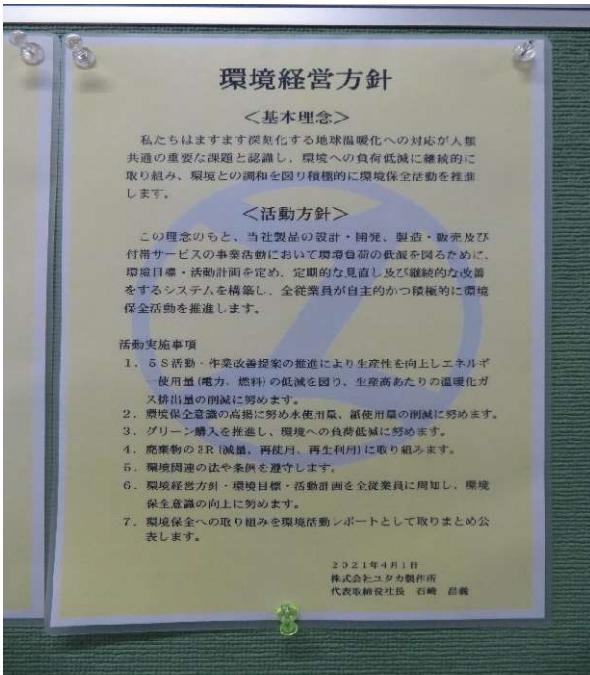 環境経営方針
＜基本理念＞
私たちはますます深刻化する地球温暖化への対応が人類
共通の重要な課題と認識し、環境への負荷低減に継続的に
取り組み、環境との調和を図り積極的に環境保全活動を推進
します。
＜活動方針＞
この理念のもと、当社製品の設計・開発、製造・販売及び
付帯サービスの事業活動において環境負荷の低減を図るために、
環境目標・活動計画を定め、定期的な見直し及び継続的な改善
をするシステムを構築し、全従業員が自主的かつ積極的に環境
保全活動を推進します。
活動実施事項
1．5S活動・作業改善提案の推進により生産性を向上しエネルギ
ー使用量(電力、燃料)の低減を図り、生産高あたりの温暖化ガ
ス排出量の削減に努めます。
2．環境保全意識の高揚に努め水使用量、紙使用量の削減に努めます。
3．グリーン購入を推進し、環境への負荷低減に努めます。
4．廃棄物の3R(減量、再使用、再生利用)に取り組みます。
5．環境関連の法や条例を遵守します。
6．環境経営方針・環境目標・活動計画を全従業員に周知し、環境
保全意識の向上に努めます。
7．環境保全への取り組みを環境活動レポートとして取りまとめ公
表します。
2021年4月1日
株式会社ユタカ製作所
代表取締役社長 石崎 昌義